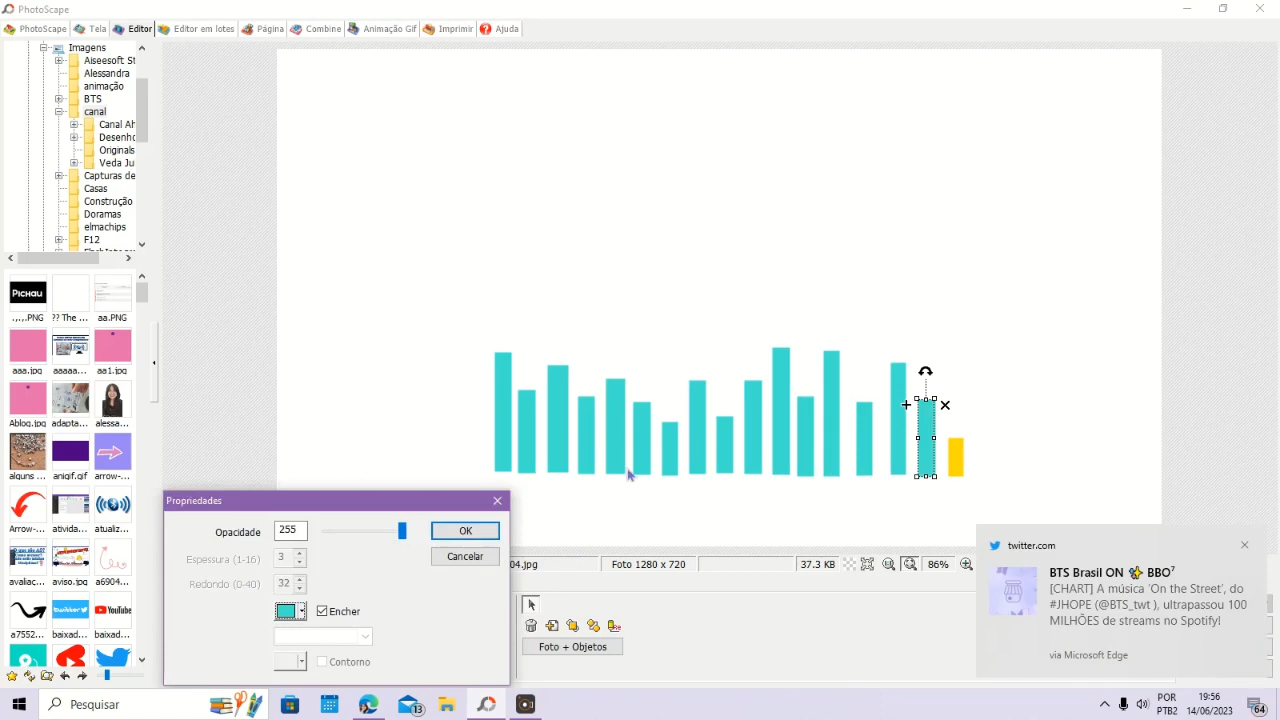 PhotoScape
PhotoScape Tela Editor Editor em lotes Página Combine Animação Gif Imprimir Ajuda
Imagens
Aiseesoft St
Alessandra
animação
BTS
canal
Canal Ah
Desenho
Originals
Veda Ju
Capturas de
Casas
Construção
Doramas
elmachips
F12
PICHAU
.,.,.PNG ?? The ... aa.PNG
aaa.jpg aaaaa... aa1.jpg
Ablog.jpg adapta... alessa...
alguns ... anigif.gif arrow-...
Arrow-... ativida... atualiz...
avaliac... aviso.jpg a6904...
twitter YouTube
a7552... baixad... baixad...
Propriedades
Opacidade 255 OK
Espessura (1-16) 3 Cancelar
Redondo (0-40) 32
Encher
Contorno
04.jpg Foto 1280 x 720 37.3 KB 86%
Foto + Objetos
twitter.com
BTS Brasil ON ✨ BBO⁷
[CHART] A música 'On the Street', do
#JHOPE (@BTS_twt ), ultrapassou 100
MILHÕES de streams no Spotify!
via Microsoft Edge
Pesquisar
13
POR
PTB2
19:56
14/06/2023
64